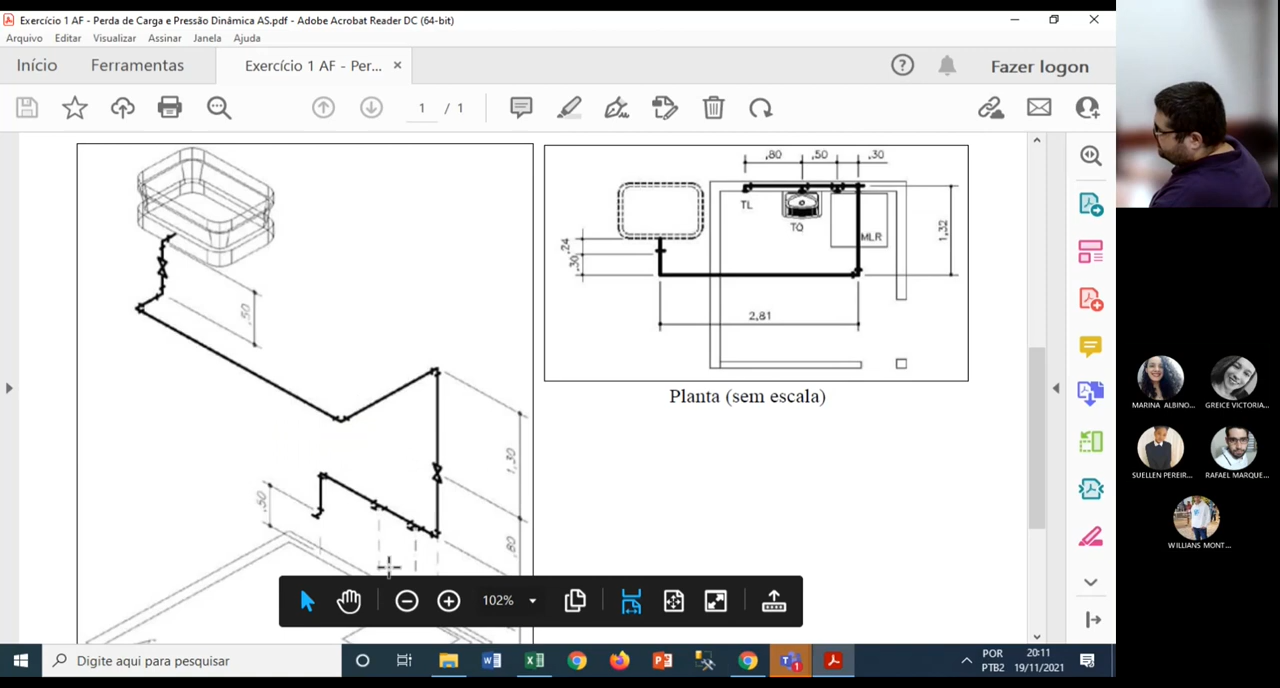 Exercício 1 AF - Perda de Carga e Pressão Dinâmica AS.pdf - Adobe Acrobat Reader DC (64-bit)
Arquivo Editar Visualizar Assinar Janela Ajuda
Início Ferramentas Exercício 1 AF - Per... × Fazer logon
1 / 1
,80 ,50 ,30
TL
TQ
MLR
,24
,30
1,32
2,81
Planta (sem escala)
,50
1,30
,50
,80
102%
MARINA ALBINO... GREICE VICTORIA...
SUELLEN PEREIR... RAFAEL MARQUE...
WILLIANS MONT...
Digite aqui para pesquisar
POR
PTB2
20:11
19/11/2021